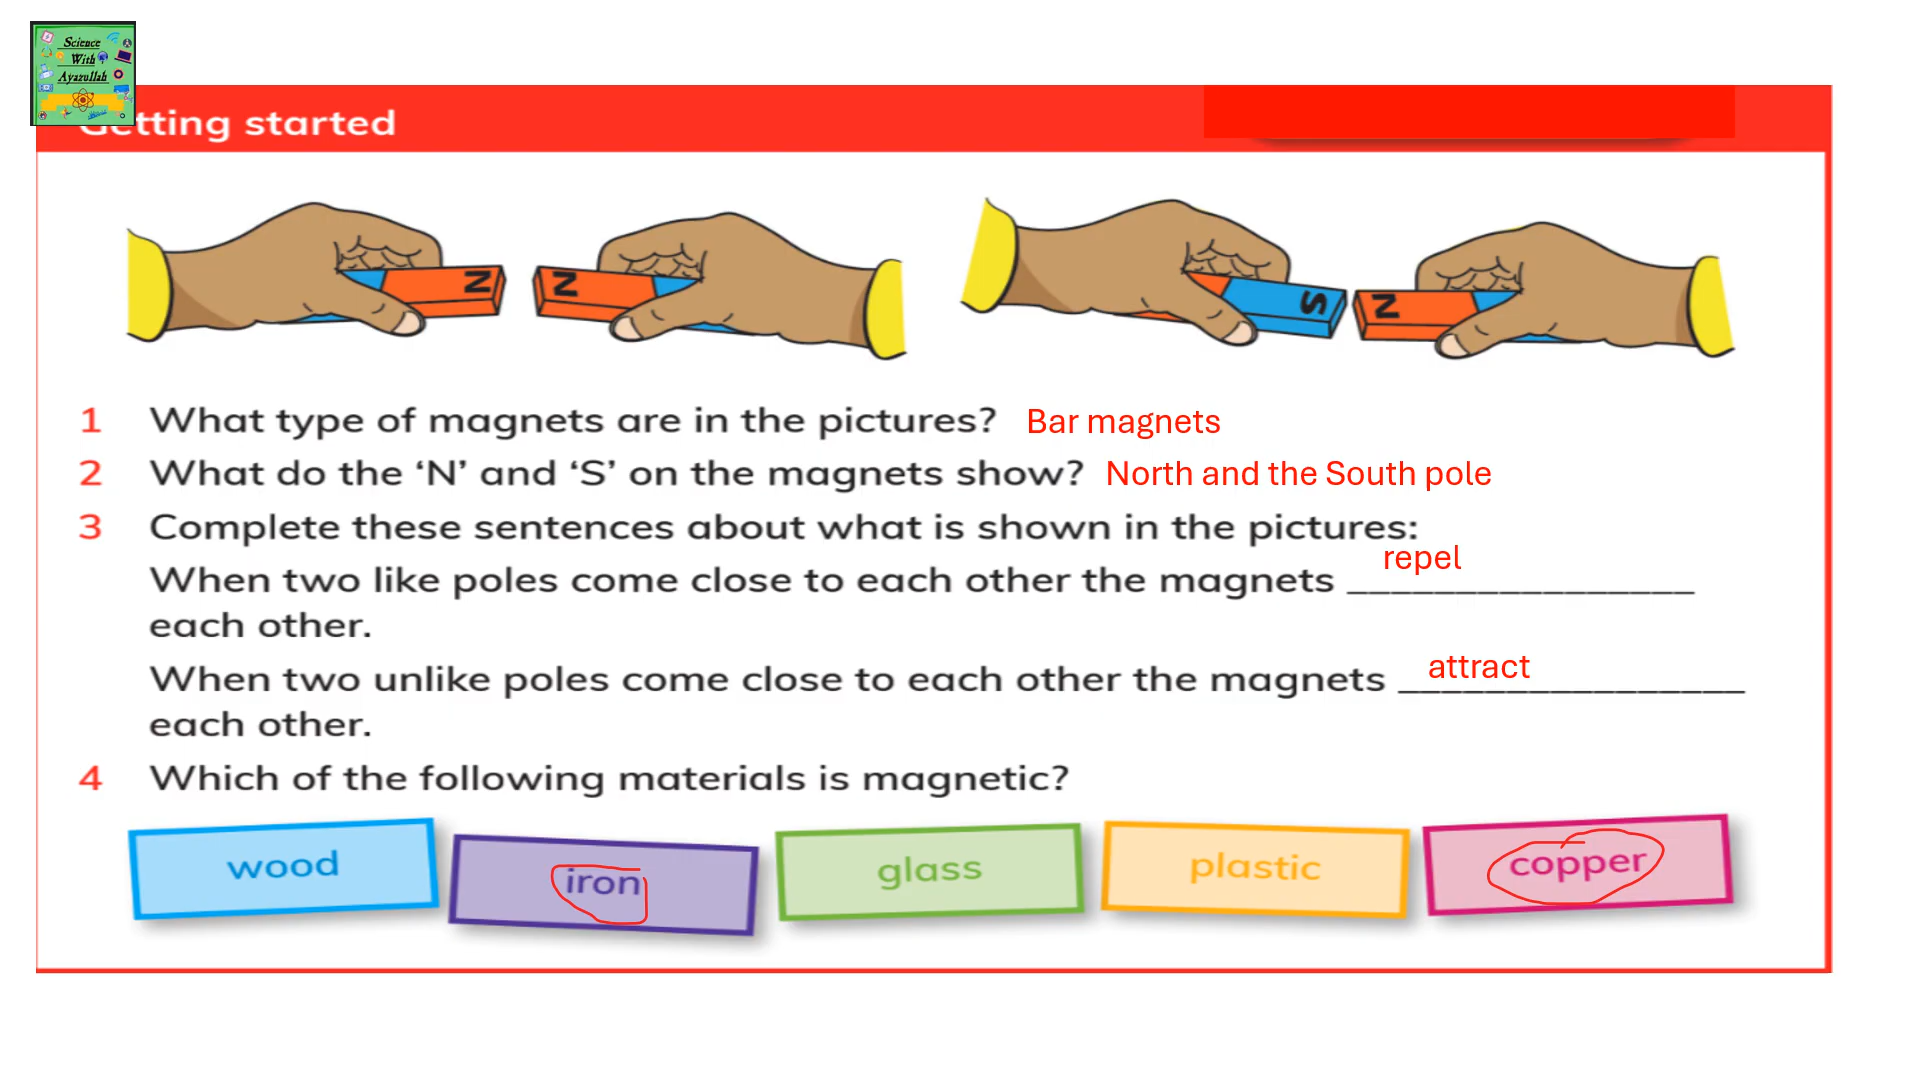 Science
With
Ayazullah
Getting started
N N S N
1 What type of magnets are in the pictures? Bar magnets
2 What do the ‘N’ and ‘S’ on the magnets show? North and the South pole
3 Complete these sentences about what is shown in the pictures:
repel
When two like poles come close to each other the magnets ________________
each other.
attract
When two unlike poles come close to each other the magnets ________________
each other.
4 Which of the following materials is magnetic?
wood iron glass plastic copper